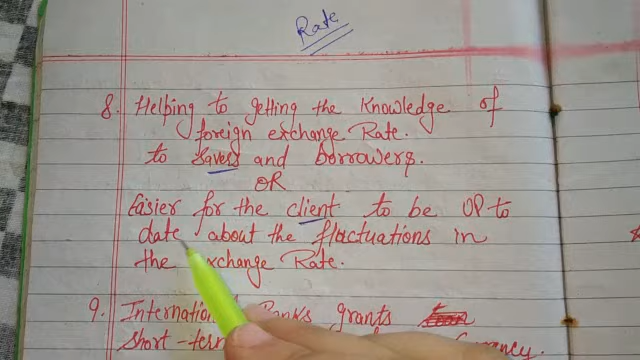 Rate
8. Helping to getting the knowledge of
foreign exchange Rate.
to savers and borrowers.
OR
Easier for the client to be UP to
date about the fluctuations in
the exchange Rate.
9. International Banks grants
Short-term